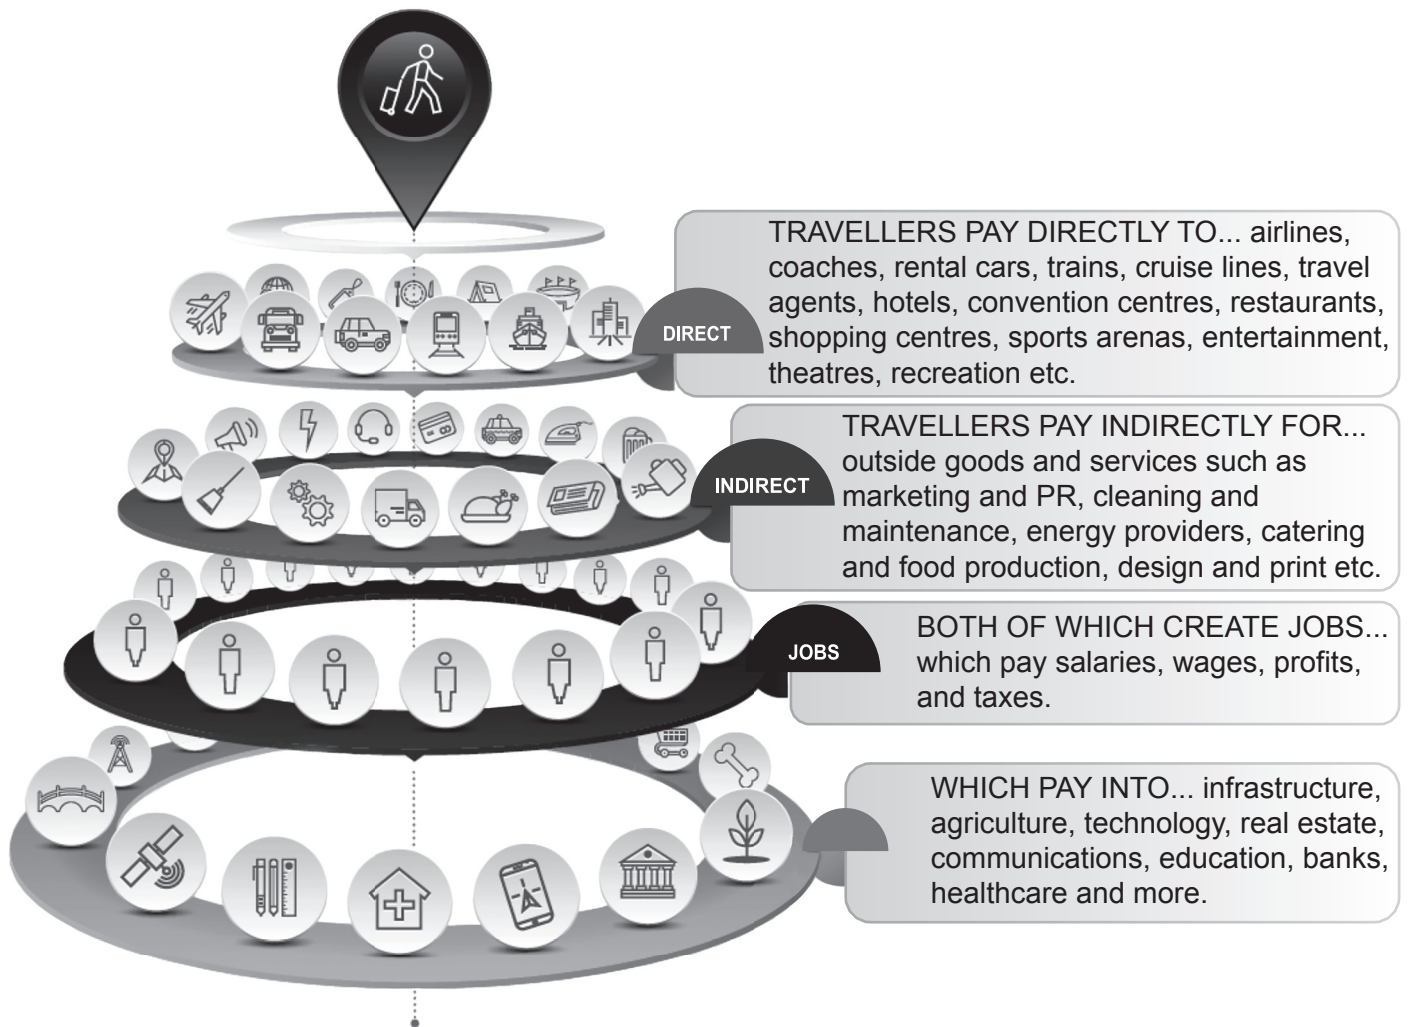 TRAVELLERS PAY DIRECTLY TO... airlines,
coaches, rental cars, trains, cruise lines, travel
agents, hotels, convention centres, restaurants,
shopping centres, sports arenas, entertainment,
theatres, recreation etc.
DIRECT
TRAVELLERS PAY INDIRECTLY FOR...
outside goods and services such as
marketing and PR, cleaning and
maintenance, energy providers, catering
and food production, design and print etc.
INDIRECT
BOTH OF WHICH CREATE JOBS...
which pay salaries, wages, profits,
and taxes.
JOBS
WHICH PAY INTO... infrastructure,
agriculture, technology, real estate,
communications, education, banks,
healthcare and more.